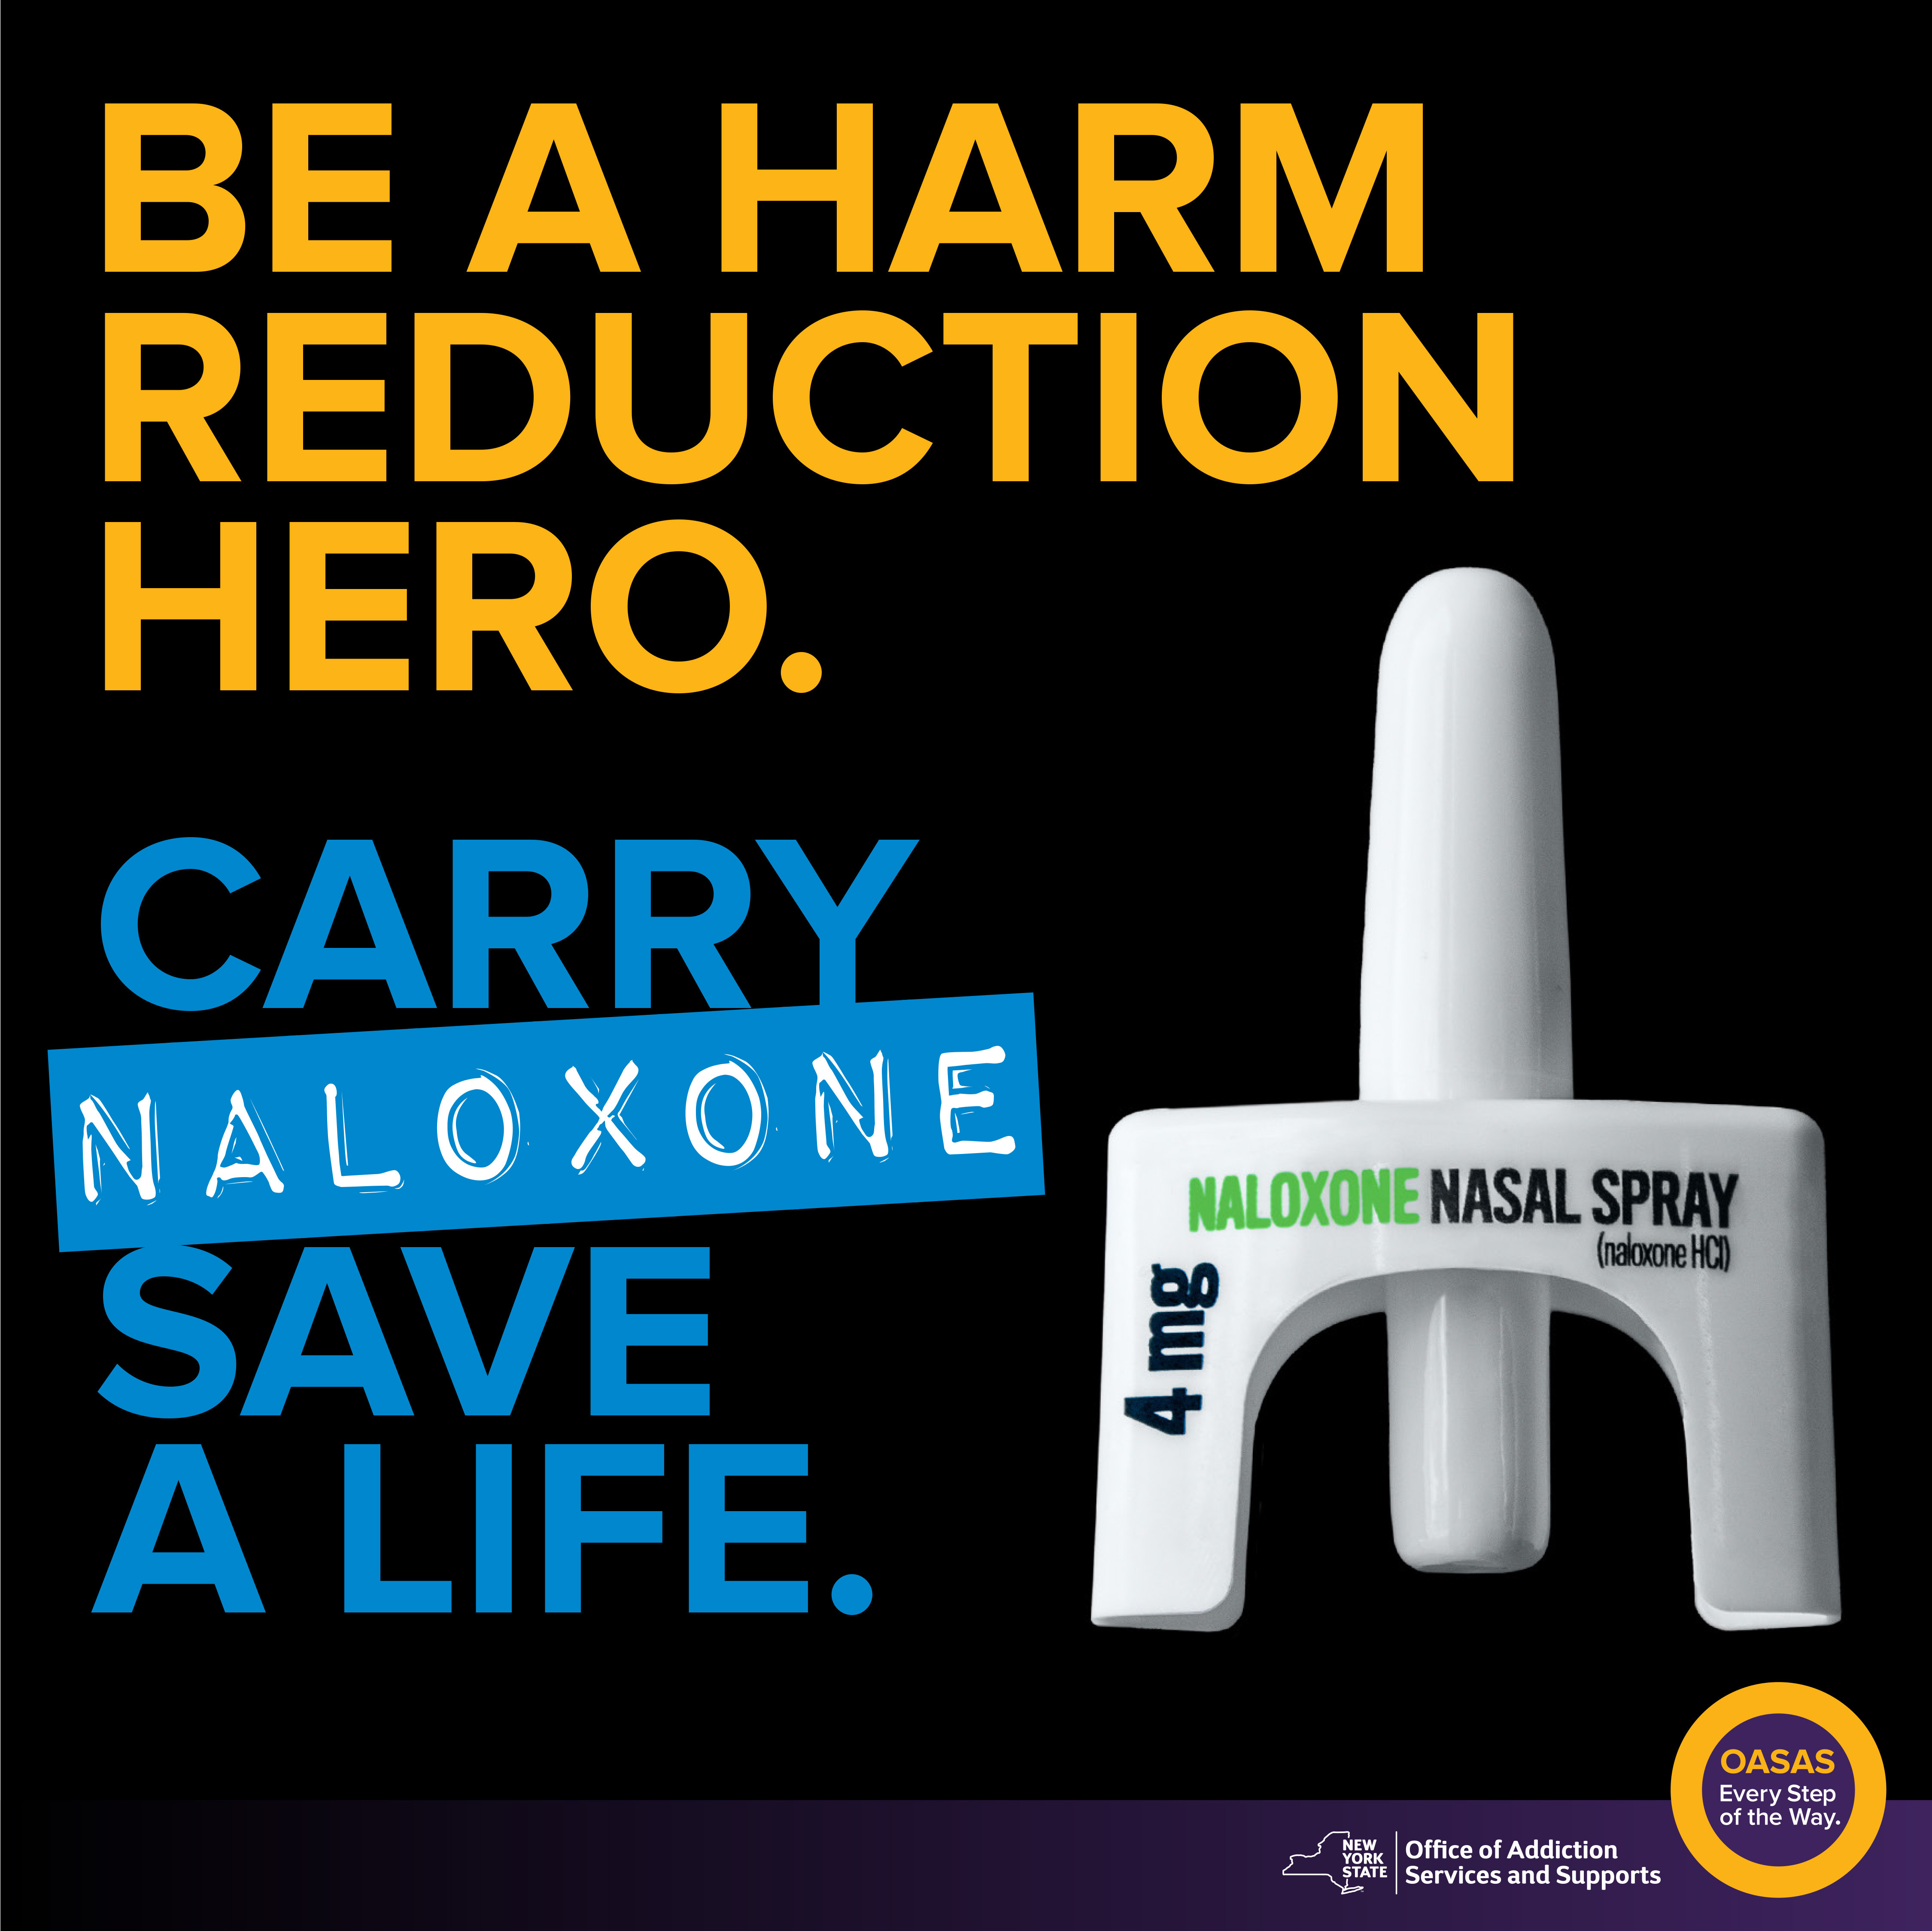 BE A HARM
REDUCTION
HERO.
CARRY
NALOXONE
SAVE
A LIFE.
NALOXONE NASAL SPRAY
(naloxone HCl)
4 mg
OASAS
Every Step
of the Way.
NEW
YORK
STATE
Office of Addiction
Services and Supports